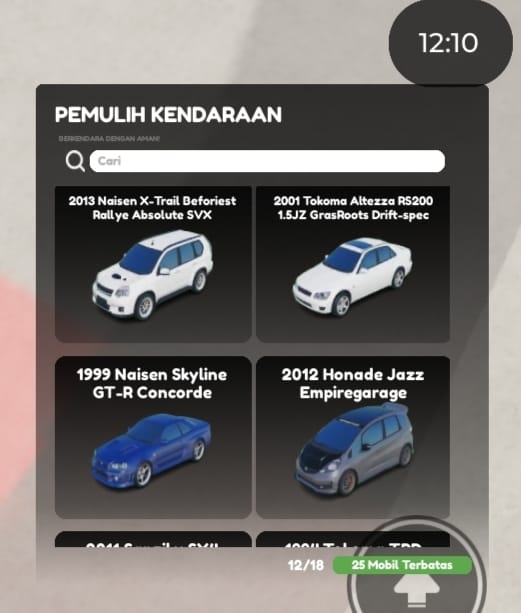 12:10
PEMULIH KENDARAAN
BERKENDARA DENGAN AMAN!
Cari
2013 Naisen X-Trail Beforiest
Rallye Absolute SVX
2001 Tokoma Altezza RS200
1.5JZ GrasRoots Drift-spec
1999 Naisen Skyline
GT-R Concorde
2012 Honade Jazz
Empiregarage
2011
12/18
25 Mobil Terbatas